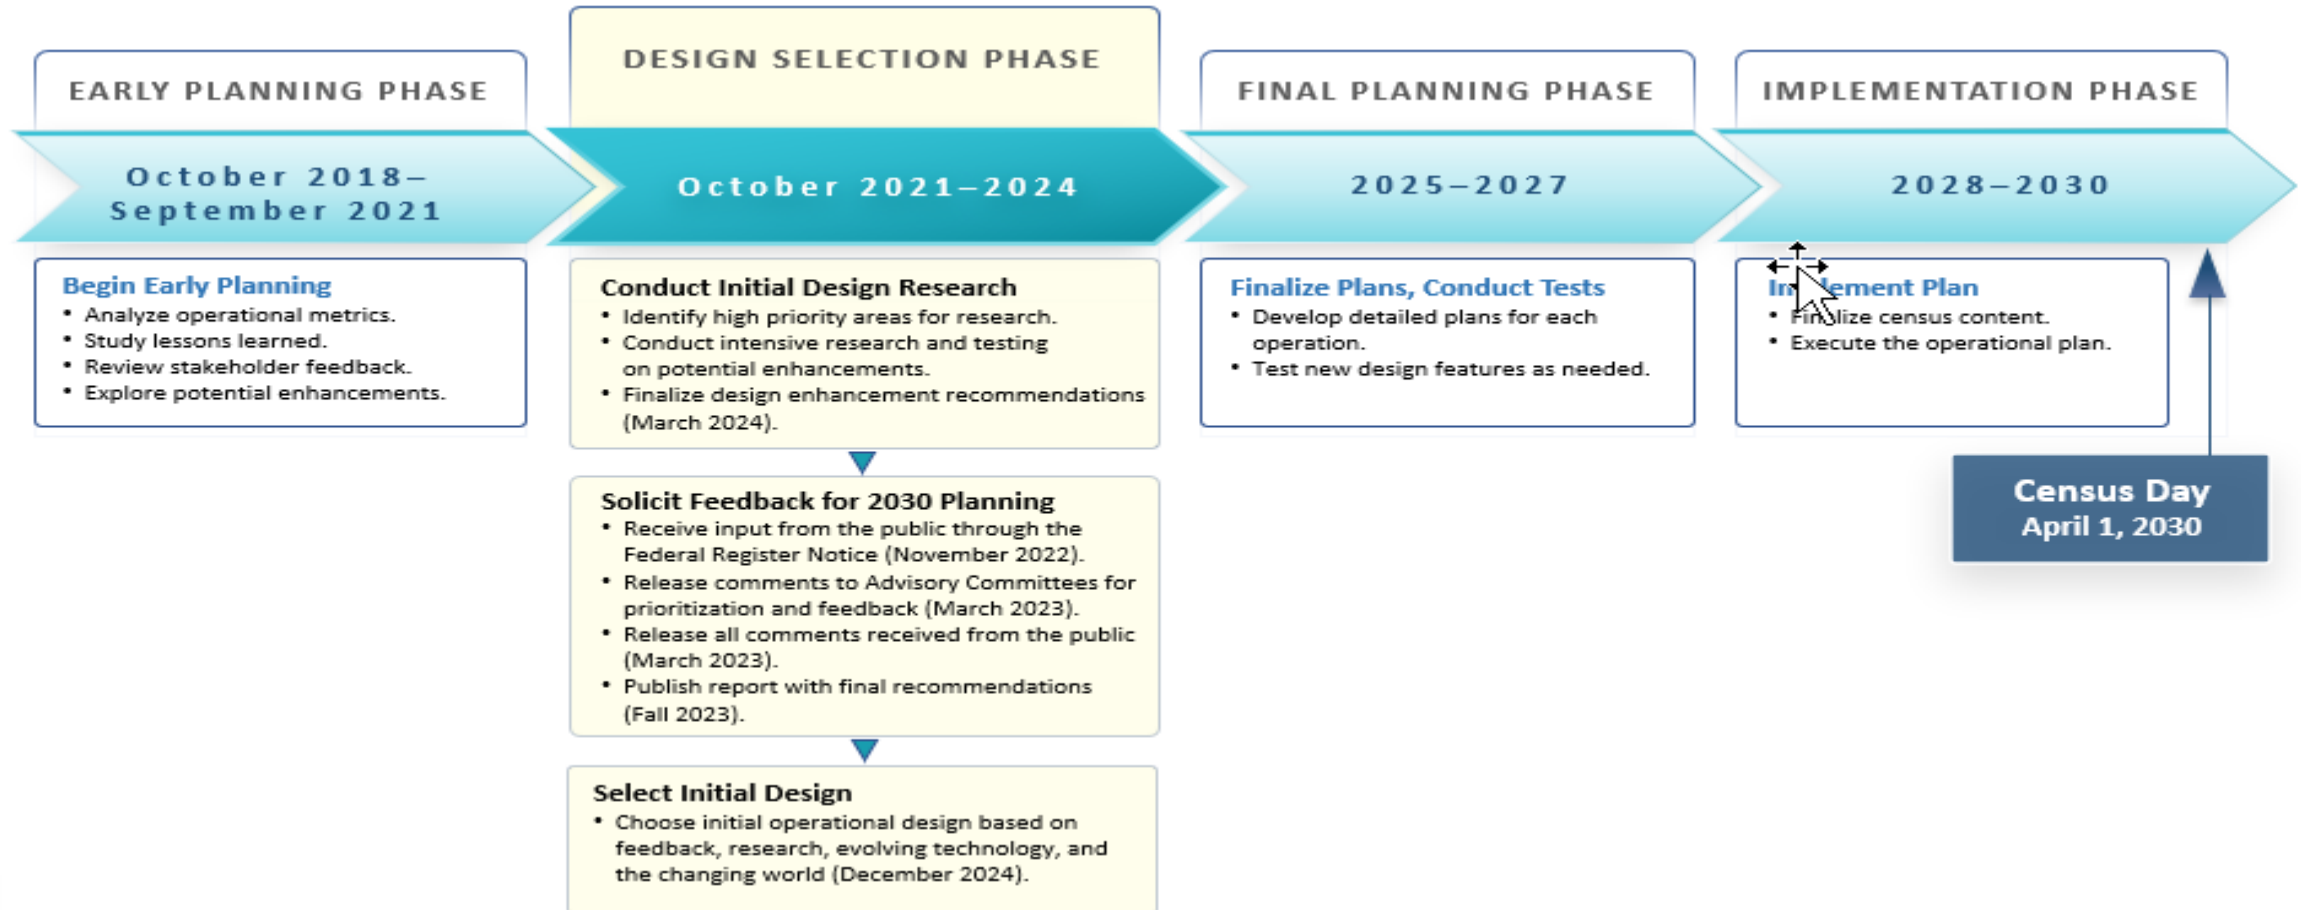 EARLY PLANNING PHASE
October 2018–
September 2021
Begin Early Planning
• Analyze operational metrics.
• Study lessons learned.
• Review stakeholder feedback.
• Explore potential enhancements.
DESIGN SELECTION PHASE
October 2021–2024
Conduct Initial Design Research
• Identify high priority areas for research.
• Conduct intensive research and testing
on potential enhancements.
• Finalize design enhancement recommendations
(March 2024).
Solicit Feedback for 2030 Planning
• Receive input from the public through the
Federal Register Notice (November 2022).
• Release comments to Advisory Committees for
prioritization and feedback (March 2023).
• Release all comments received from the public
(March 2023).
• Publish report with final recommendations
(Fall 2023).
Select Initial Design
• Choose initial operational design based on
feedback, research, evolving technology, and
the changing world (December 2024).
FINAL PLANNING PHASE
2025–2027
Finalize Plans, Conduct Tests
• Develop detailed plans for each
operation.
• Test new design features as needed.
IMPLEMENTATION PHASE
2028–2030
Implement Plan
• Finalize census content.
• Execute the operational plan.
Census Day
April 1, 2030